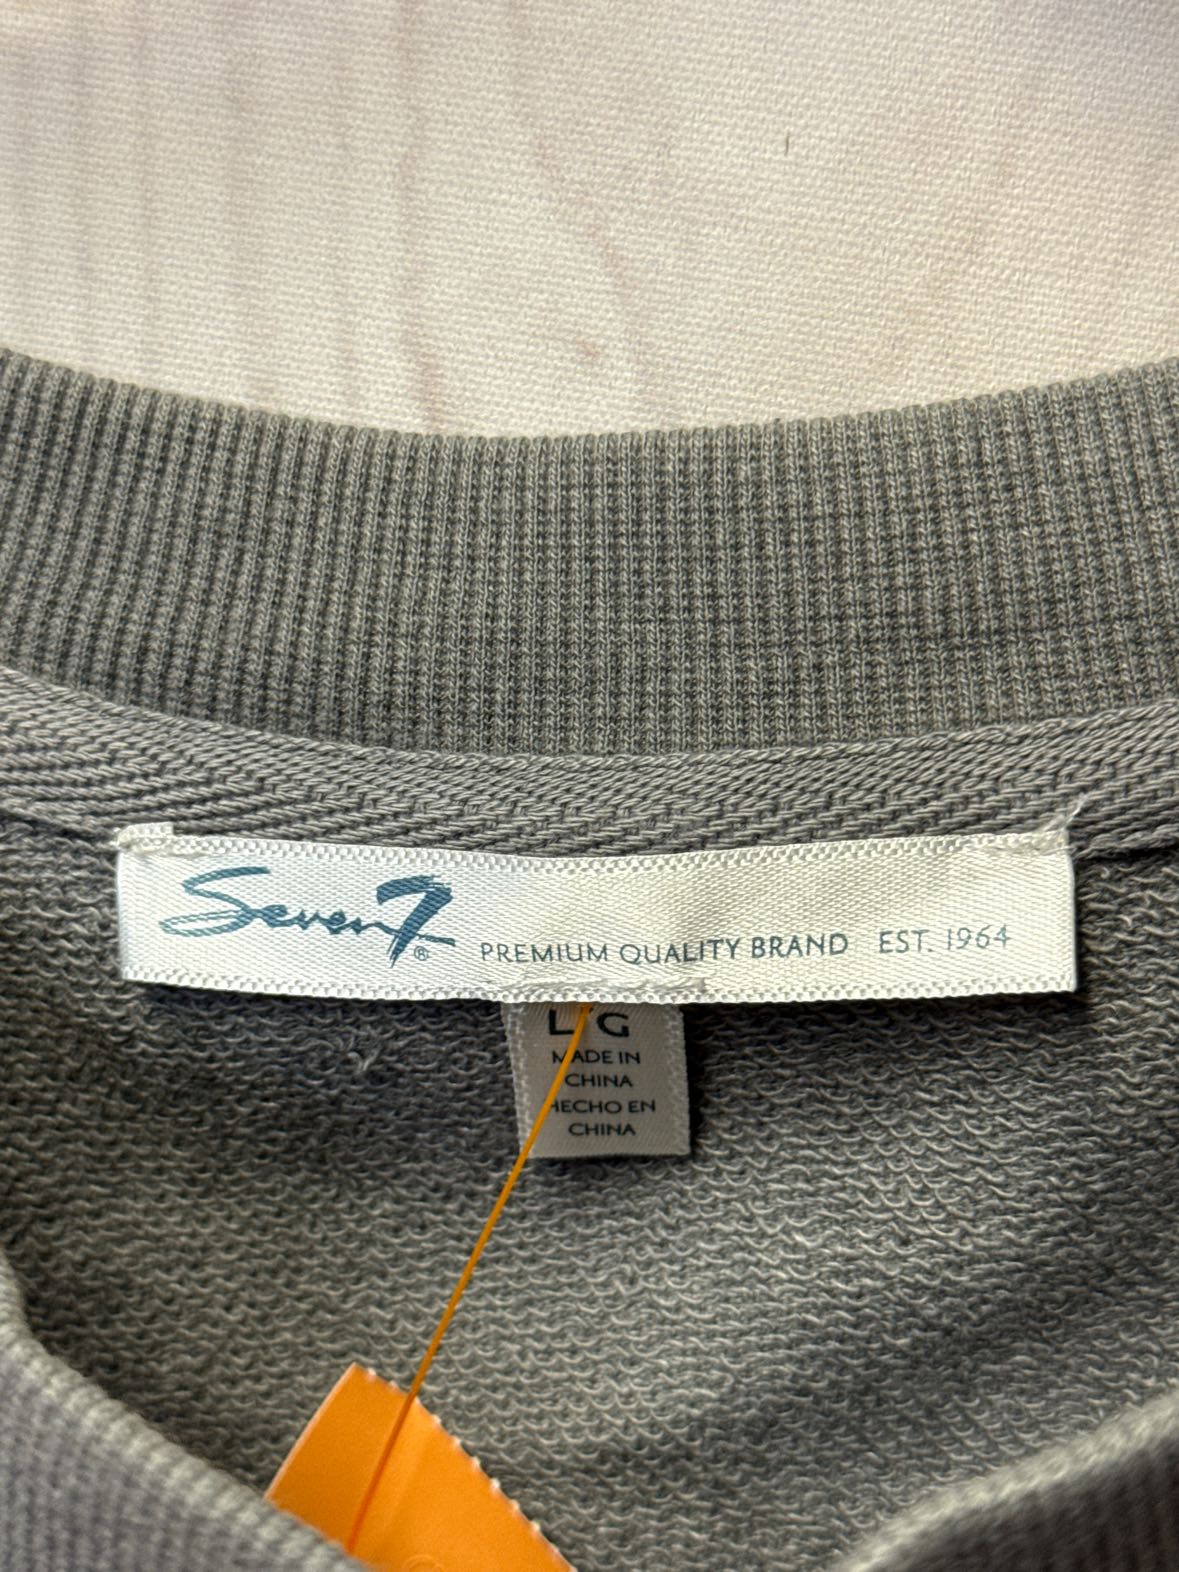 Seven7® PREMIUM QUALITY BRAND EST. 1964
L/G
MADE IN
CHINA
HECHO EN
CHINA